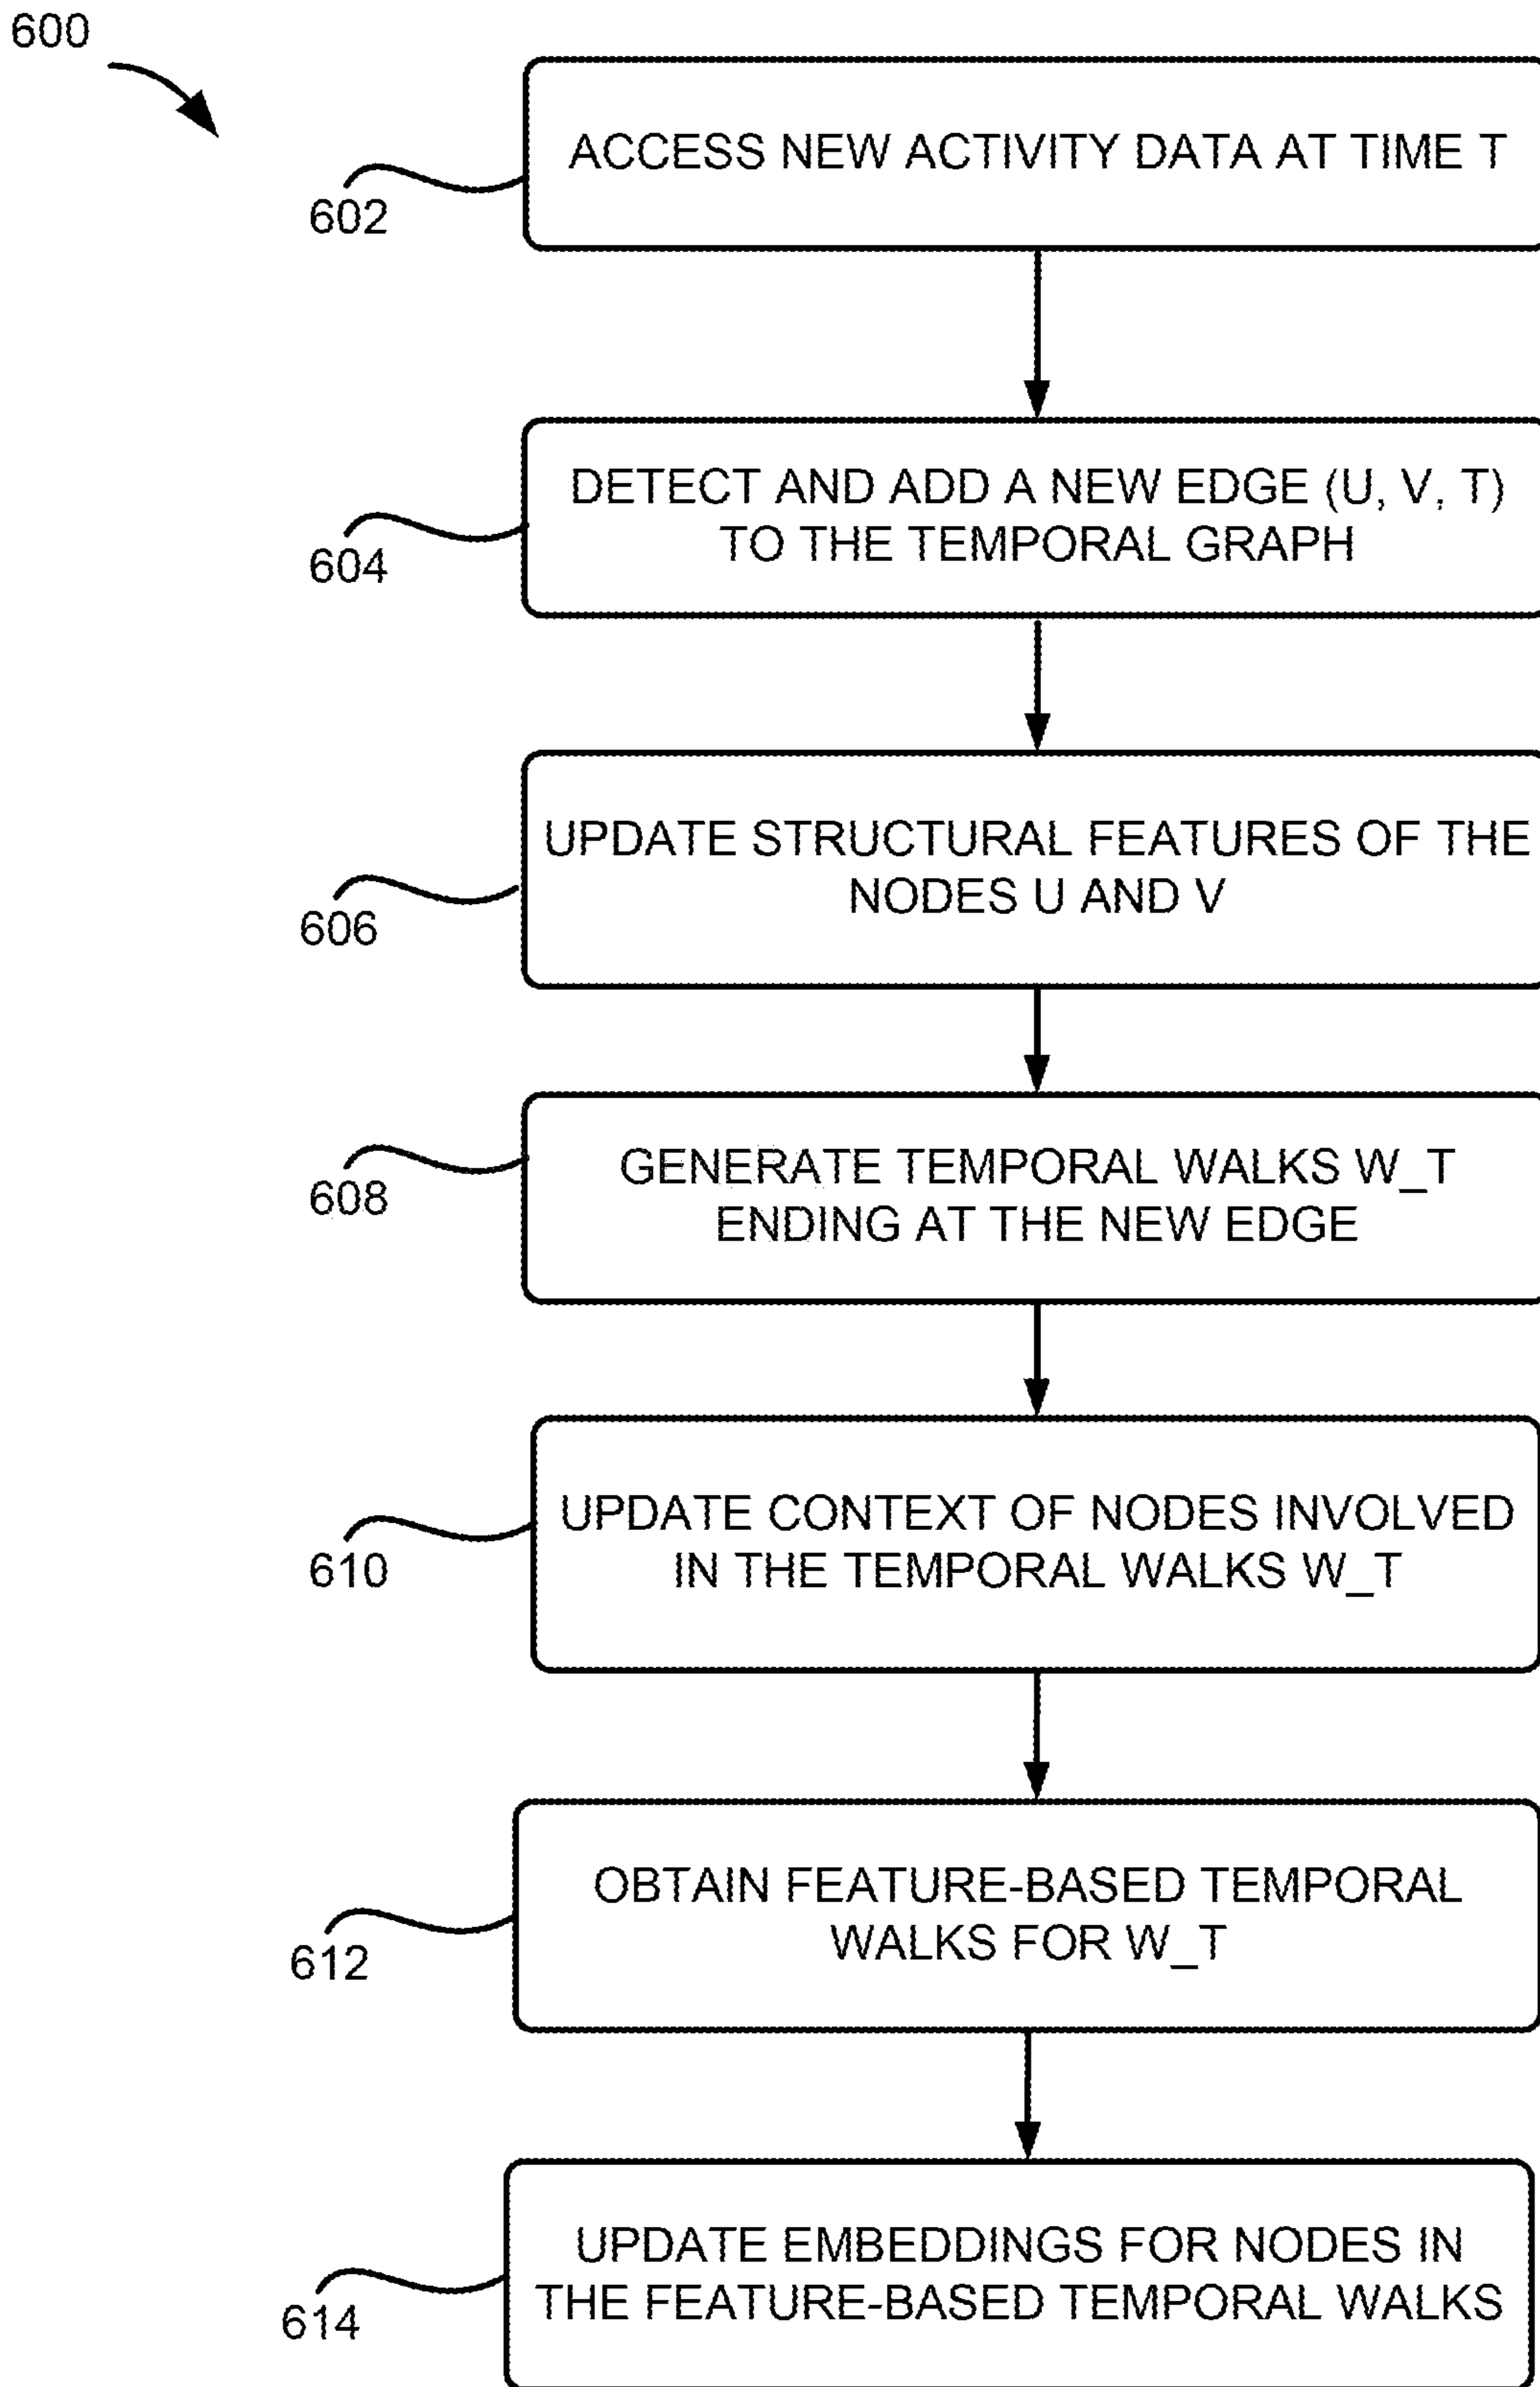 600
ACCESS NEW ACTIVITY DATA AT TIME T
602
DETECT AND ADD A NEW EDGE (U, V, T)
TO THE TEMPORAL GRAPH
604
UPDATE STRUCTURAL FEATURES OF THE
NODES U AND V
606
GENERATE TEMPORAL WALKS W_T
ENDING AT THE NEW EDGE
608
UPDATE CONTEXT OF NODES INVOLVED
IN THE TEMPORAL WALKS W_T
610
OBTAIN FEATURE-BASED TEMPORAL
WALKS FOR W_T
612
UPDATE EMBEDDINGS FOR NODES IN
THE FEATURE-BASED TEMPORAL WALKS
614